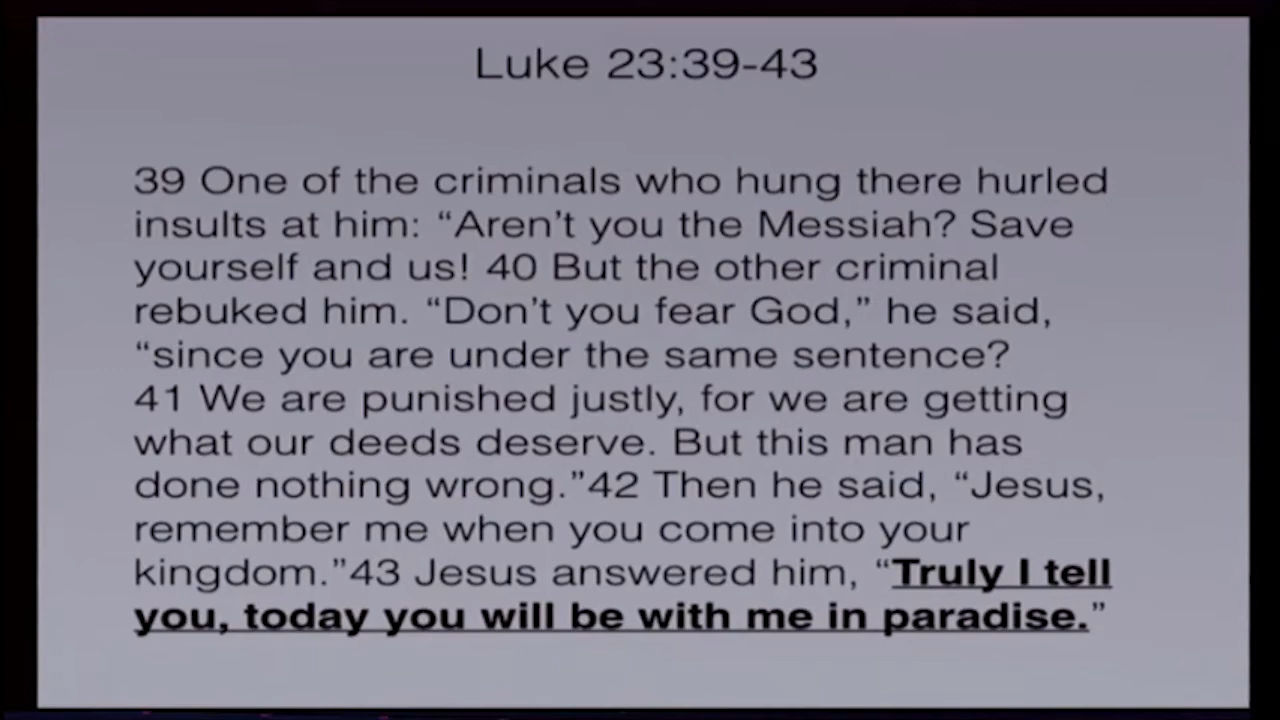 Luke 23:39-43
39 One of the criminals who hung there hurled
insults at him: “Aren’t you the Messiah? Save
yourself and us! 40 But the other criminal
rebuked him. “Don’t you fear God,” he said,
“since you are under the same sentence?
41 We are punished justly, for we are getting
what our deeds deserve. But this man has
done nothing wrong.”42 Then he said, “Jesus,
remember me when you come into your
kingdom.”43 Jesus answered him, “Truly I tell
you, today you will be with me in paradise.”